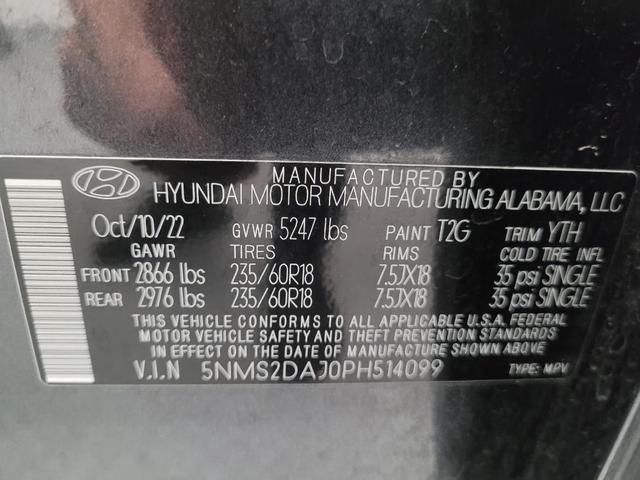 MANUFACTURED BY
HYUNDAI MOTOR MANUFACTURING ALABAMA, LLC
Oct/10/22 GVWR 5247 lbs PAINT T2G TRIM YTH
GAWR TIRES RIMS COLD TIRE INFL
FRONT 2866 lbs 235/60R18 7.5JX18 35 psi SINGLE
REAR 2976 lbs 235/60R18 7.5JX18 35 psi SINGLE
THIS VEHICLE CONFORMS TO ALL APPLICABLE U.S.A. FEDERAL
MOTOR VEHICLE SAFETY AND THEFT PREVENTION STANDARDS
IN EFFECT ON THE DATE OF MANUFACTURE SHOWN ABOVE.
V.I.N 5NMS2DAJ0PH514099 TYPE: MPV